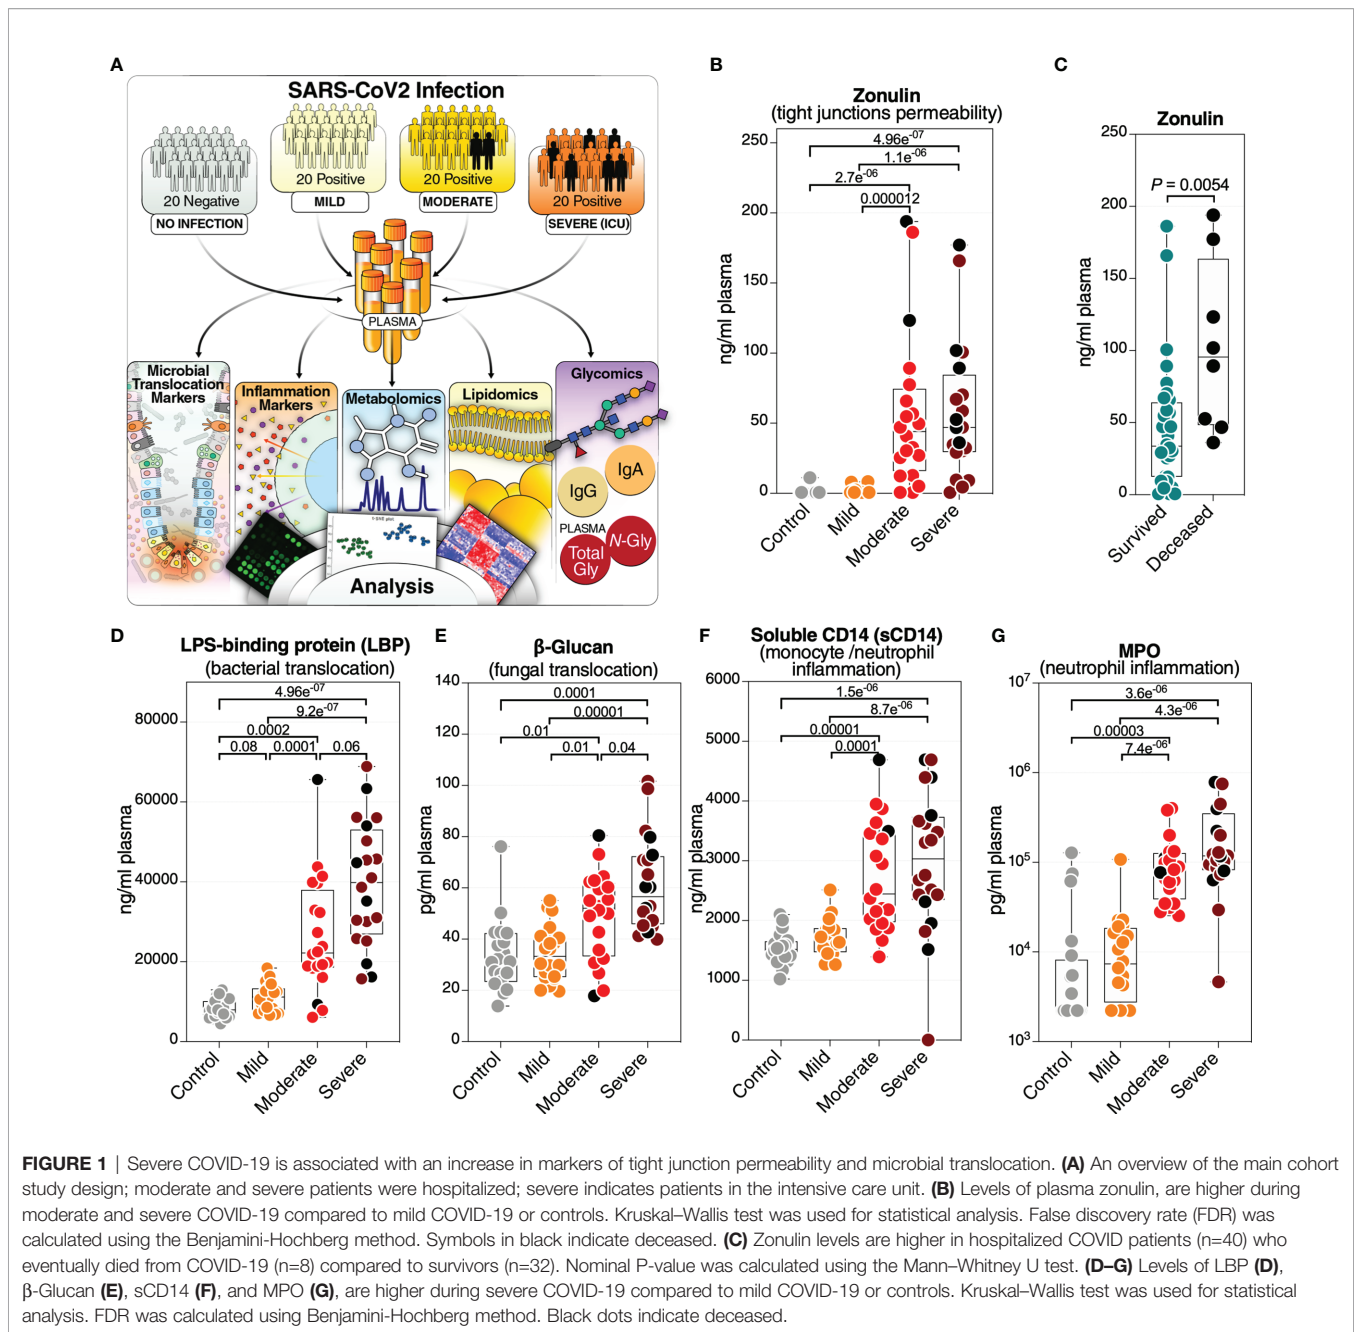 A
SARS-CoV2 Infection
20 Negative
NO INFECTION
20 Positive
MILD
20 Positive
MODERATE
20 Positive
SEVERE (ICU)
PLASMA
Microbial
Translocation
Markers
Inflammation
Markers
Metabolomics
Lipidomics
Glycomics
IgG
IgA
PLASMA
Total
Gly
N-Gly
Analysis
B
Zonulin
(tight junctions permeability)
250
200
150
100
50
0
ng/ml plasma
4.96e-07
1.1e-06
2.7e-06
0.000012
Control
Mild
Moderate
Severe
C
Zonulin
250
200
150
100
50
0
ng/ml plasma
P = 0.0054
Survived
Deceased
D
LPS-binding protein (LBP)
(bacterial translocation)
80000
60000
40000
20000
0
ng/ml plasma
4.96e-07
9.2e-07
0.0002
0.08
0.0001
0.06
Control
Mild
Moderate
Severe
E
β-Glucan
(fungal translocation)
140
120
100
80
60
40
20
0
pg/ml plasma
0.0001
0.00001
0.01
0.01
0.04
Control
Mild
Moderate
Severe
F
Soluble CD14 (sCD14)
(monocyte /neutrophil
inflammation)
6000
5000
4000
3000
2000
1000
0
ng/ml plasma
1.5e-06
8.7e-06
0.00001
0.0001
Control
Mild
Moderate
Severe
G
MPO
(neutrophil inflammation)
10⁷
10⁶
10⁵
10⁴
10³
pg/ml plasma
3.6e-06
4.3e-06
0.00003
7.4e-06
Control
Mild
Moderate
Severe
FIGURE 1 | Severe COVID-19 is associated with an increase in markers of tight junction permeability and microbial translocation. (A) An overview of the main cohort
study design; moderate and severe patients were hospitalized; severe indicates patients in the intensive care unit. (B) Levels of plasma zonulin, are higher during
moderate and severe COVID-19 compared to mild COVID-19 or controls. Kruskal–Wallis test was used for statistical analysis. False discovery rate (FDR) was
calculated using the Benjamini-Hochberg method. Symbols in black indicate deceased. (C) Zonulin levels are higher in hospitalized COVID patients (n=40) who
eventually died from COVID-19 (n=8) compared to survivors (n=32). Nominal P-value was calculated using the Mann–Whitney U test. (D–G) Levels of LBP (D),
β-Glucan (E), sCD14 (F), and MPO (G), are higher during severe COVID-19 compared to mild COVID-19 or controls. Kruskal–Wallis test was used for statistical
analysis. FDR was calculated using Benjamini-Hochberg method. Black dots indicate deceased.